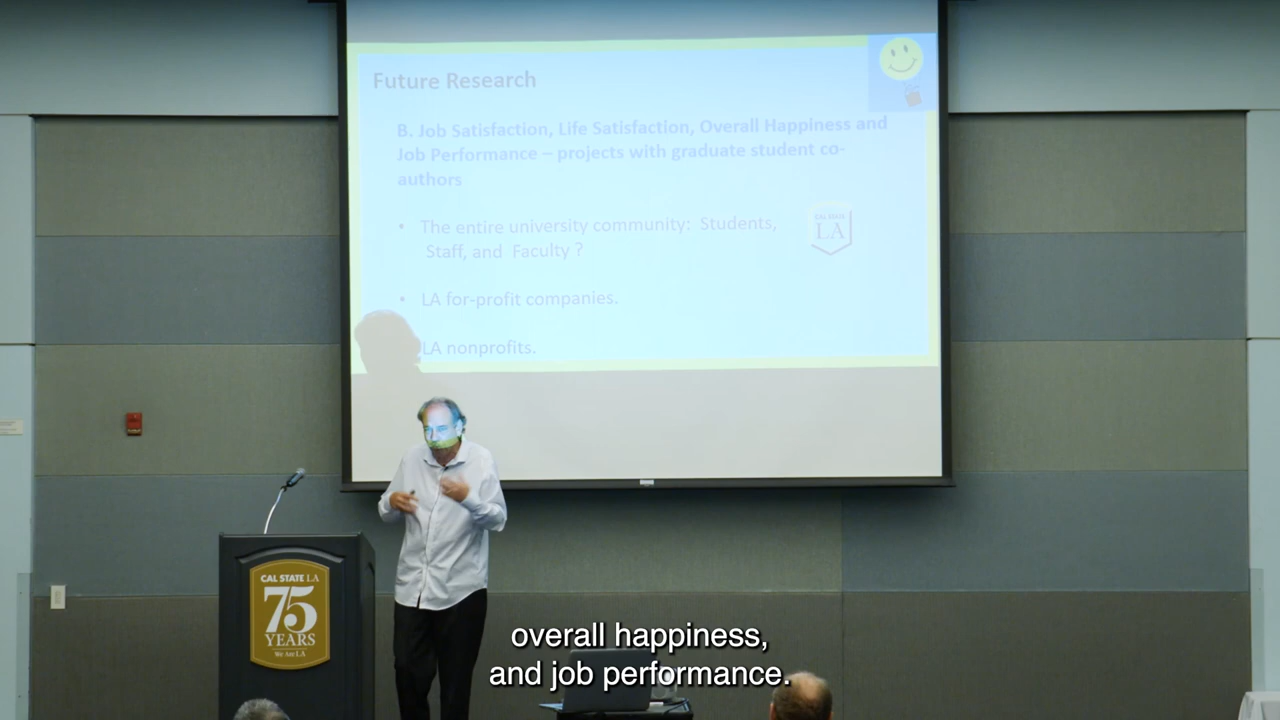 Future Research
B. Job Satisfaction, Life Satisfaction, Overall Happiness and
Job Performance – projects with graduate student co-
authors
• The entire university community: Students,
Staff, and Faculty ?
CAL STATE
LA
• LA for-profit companies.
LA nonprofits.
CAL STATE LA
75
YEARS
We Are LA
overall happiness,
and job performance.